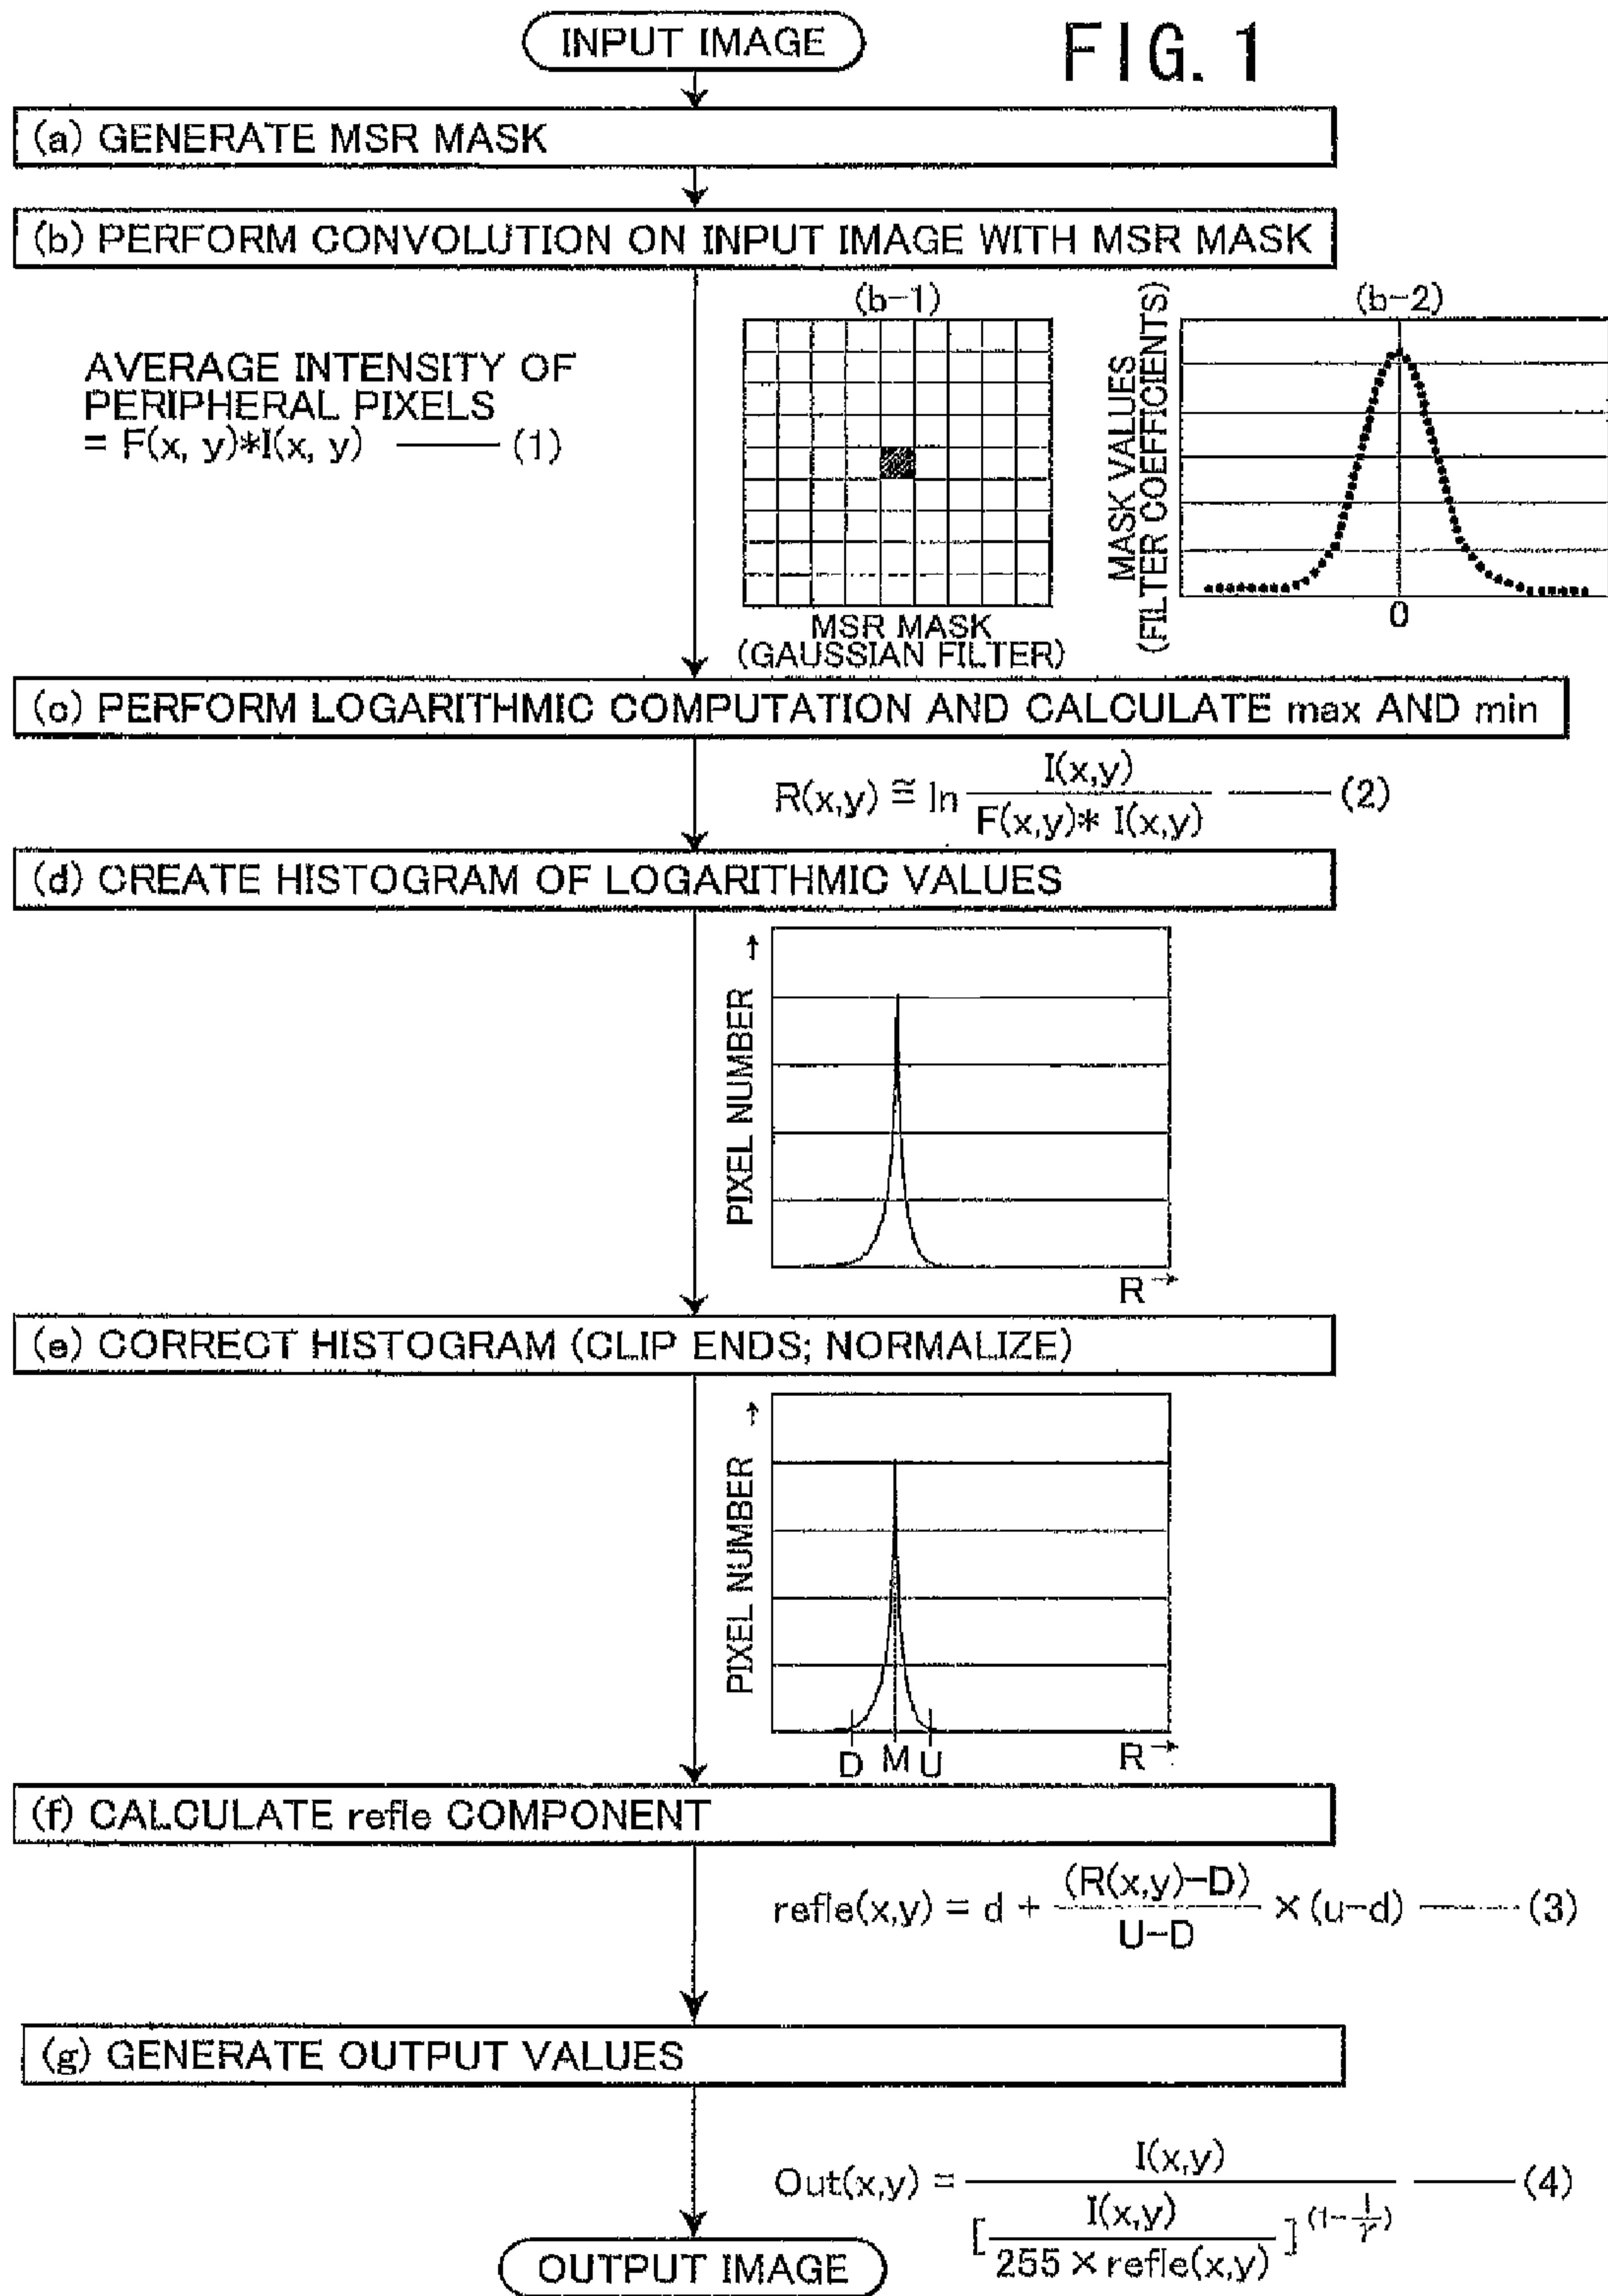 INPUT IMAGE
FIG. 1
(a) GENERATE MSR MASK
(b) PERFORM CONVOLUTION ON INPUT IMAGE WITH MSR MASK
AVERAGE INTENSITY OF
PERIPHERAL PIXELS
= F(x, y)*I(x, y) —— (1)
(b-1)
MSR MASK
(GAUSSIAN FILTER)
(b-2)
MASK VALUES
(FILTER COEFFICIENTS)
0
(c) PERFORM LOGARITHMIC COMPUTATION AND CALCULATE max AND min
R(x,y) ≅ ln I(x,y) / F(x,y)* I(x,y) —— (2)
(d) CREATE HISTOGRAM OF LOGARITHMIC VALUES
PIXEL NUMBER →
R →
(e) CORRECT HISTOGRAM (CLIP ENDS; NORMALIZE)
PIXEL NUMBER →
D M U R →
(f) CALCULATE refle COMPONENT
refle(x,y) = d + (R(x,y)-D) / U-D × (u-d) —— (3)
(g) GENERATE OUTPUT VALUES
Out(x,y) = I(x,y) / [ I(x,y) / 255 × refle(x,y) ]^(1-1/γ) —— (4)
OUTPUT IMAGE